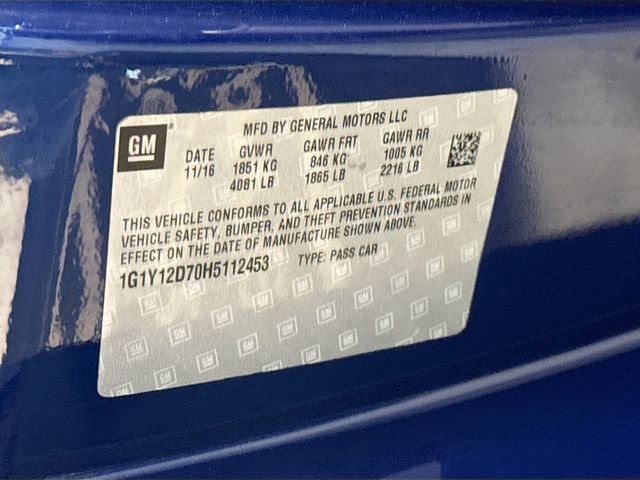 GM
MFD BY GENERAL MOTORS LLC
DATE GVWR GAWR FRT GAWR RR
11/16 1851 KG 846 KG 1005 KG
4081 LB 1865 LB 2216 LB
THIS VEHICLE CONFORMS TO ALL APPLICABLE U.S. FEDERAL MOTOR
VEHICLE SAFETY, BUMPER, AND THEFT PREVENTION STANDARDS IN
EFFECT ON THE DATE OF MANUFACTURE SHOWN ABOVE.
1G1Y12D70H5112453 TYPE: PASS CAR